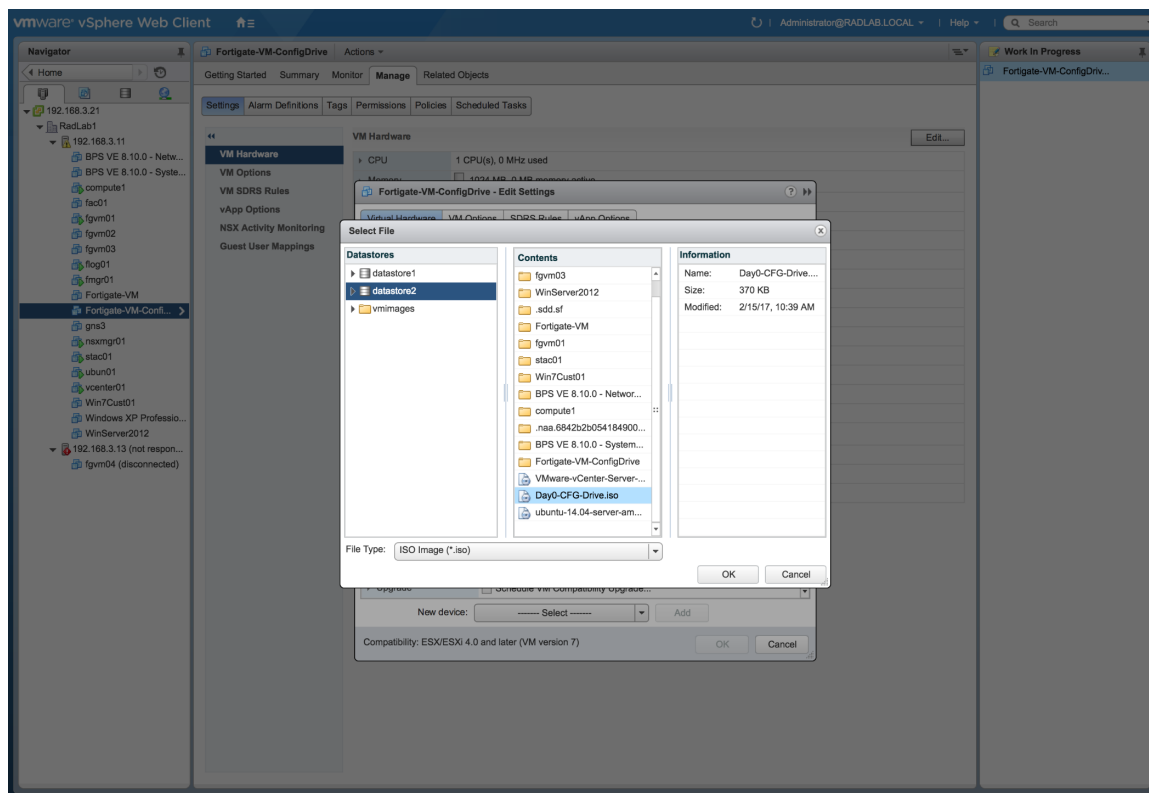 vmware® vSphere Web Client
Administrator@RADLAB.LOCAL
Help
Search
Navigator
Home
192.168.3.21
RadLab1
192.168.3.11
BPS VE 8.10.0 - Netw...
BPS VE 8.10.0 - Syste...
compute1
fac01
fgvm01
fgvm02
fgvm03
flog01
fmgr01
Fortigate-VM
Fortigate-VM-Confi...
gns3
nsxmgr01
stac01
ubun01
vcenter01
Win7Cust01
Windows XP Professio...
WinServer2012
192.168.3.13 (not respon...
fgvm04 (disconnected)
Fortigate-VM-ConfigDrive Actions
Getting Started Summary Monitor Manage Related Objects
Settings Alarm Definitions Tags Permissions Policies Scheduled Tasks
VM Hardware
VM Options
VM SDRS Rules
vApp Options
NSX Activity Monitoring
Guest User Mappings
VM Hardware
Edit...
CPU 1 CPU(s), 0 MHz used
Memory 1024 MB, 0 MB memory active
Fortigate-VM-ConfigDrive - Edit Settings
Virtual Hardware VM Options SDRS Rules vApp Options
Select File
Datastores
datastore1
datastore2
vmimages
Contents
fgvm03
WinServer2012
.sdd.sf
Fortigate-VM
fgvm01
stac01
Win7Cust01
BPS VE 8.10.0 - Networ...
compute1
.naa.6842b2b054184900...
BPS VE 8.10.0 - System...
Fortigate-VM-ConfigDrive
VMware-vCenter-Server-...
Day0-CFG-Drive.iso
ubuntu-14.04-server-am...
Information
Name: Day0-CFG-Drive....
Size: 370 KB
Modified: 2/15/17, 10:39 AM
File Type: ISO Image (*.iso)
OK Cancel
Upgrade Schedule VM Compatibility Upgrade...
New device: ------- Select ------- Add
Compatibility: ESX/ESXi 4.0 and later (VM version 7)
OK Cancel
Work In Progress
Fortigate-VM-ConfigDriv...